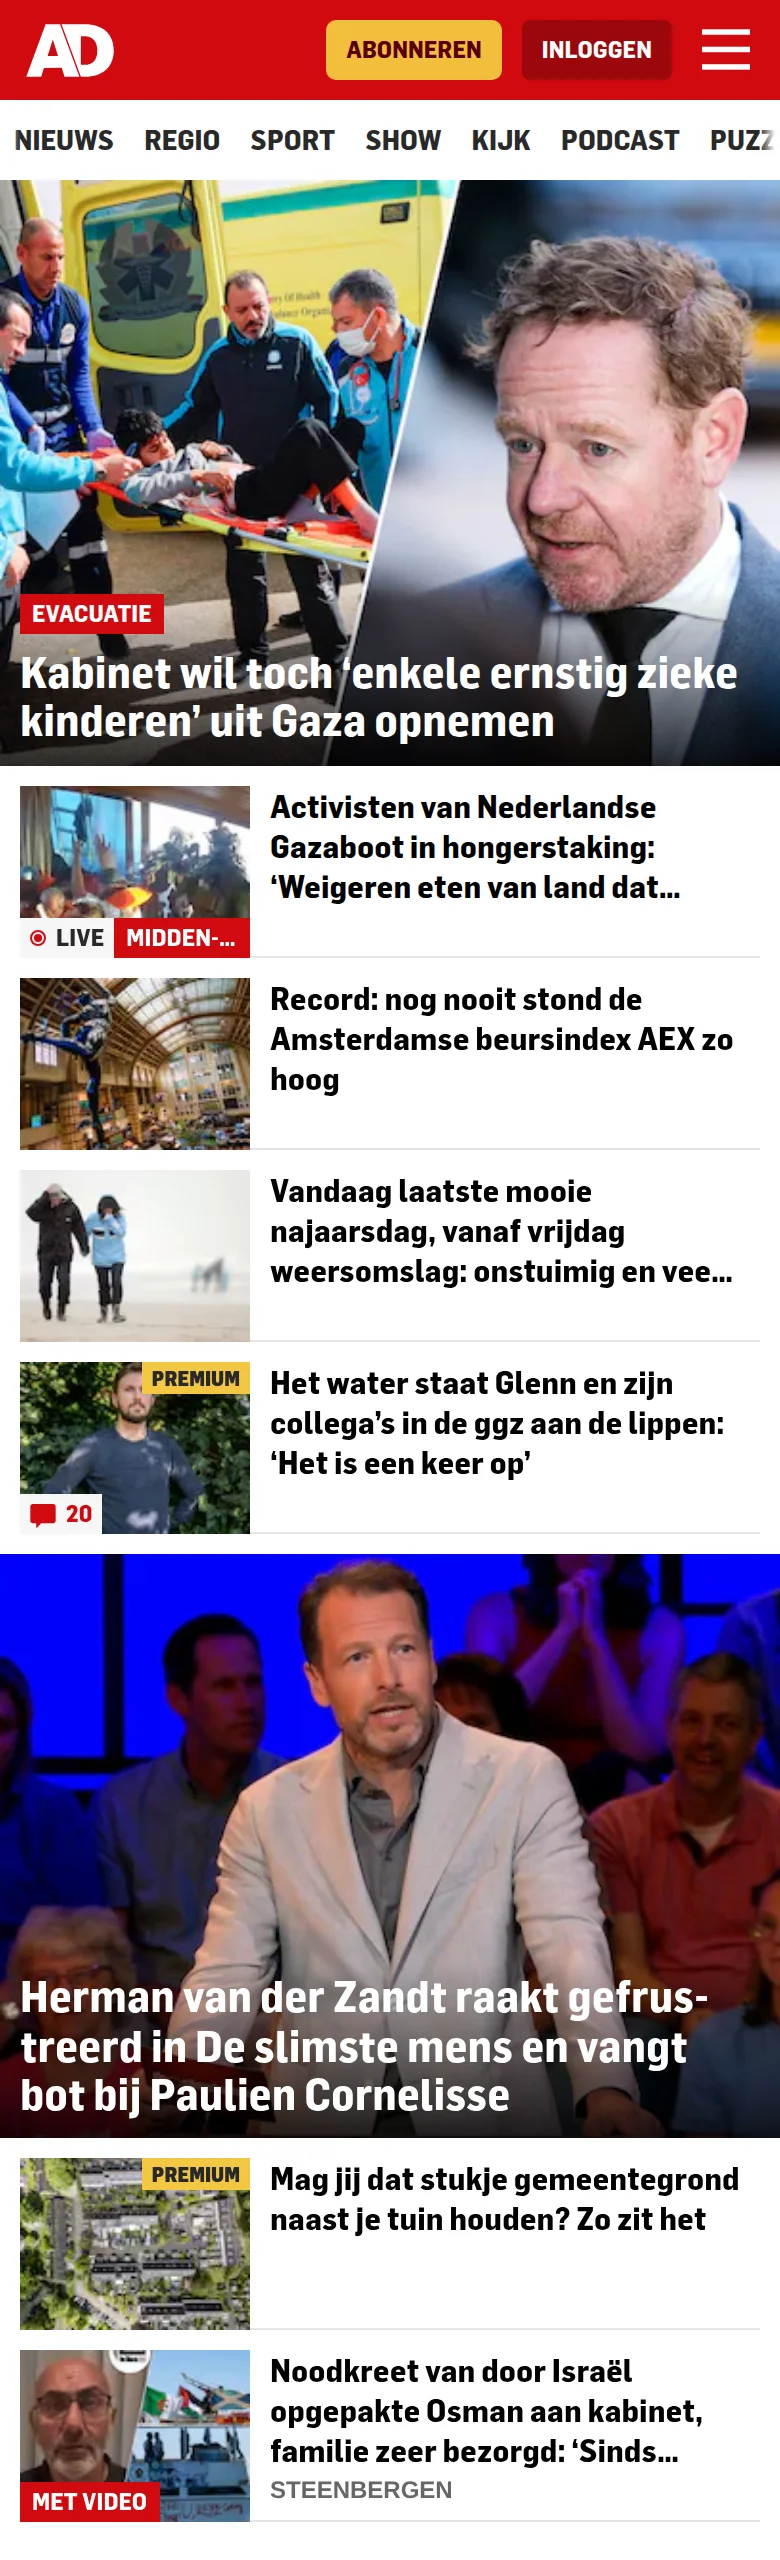 AD
ABONNEREN
INLOGGEN
NIEUWS REGIO SPORT SHOW KIJK PODCAST PUZZ
EVACUATIE
Kabinet wil toch ‘enkele ernstig zieke
kinderen’ uit Gaza opnemen
Activisten van Nederlandse
Gazaboot in hongerstaking:
‘Weigeren eten van land dat...
LIVE MIDDEN-...
Record: nog nooit stond de
Amsterdamse beursindex AEX zo
hoog
Vandaag laatste mooie
najaarsdag, vanaf vrijdag
weersomslag: onstuimig en vee...
PREMIUM
Het water staat Glenn en zijn
collega’s in de ggz aan de lippen:
‘Het is een keer op’
20
Herman van der Zandt raakt gefrus-
treerd in De slimste mens en vangt
bot bij Paulien Cornelisse
PREMIUM
Mag jij dat stukje gemeentegrond
naast je tuin houden? Zo zit het
Noodkreet van door Israël
opgepakte Osman aan kabinet,
familie zeer bezorgd: ‘Sinds...
STEENBERGEN
MET VIDEO